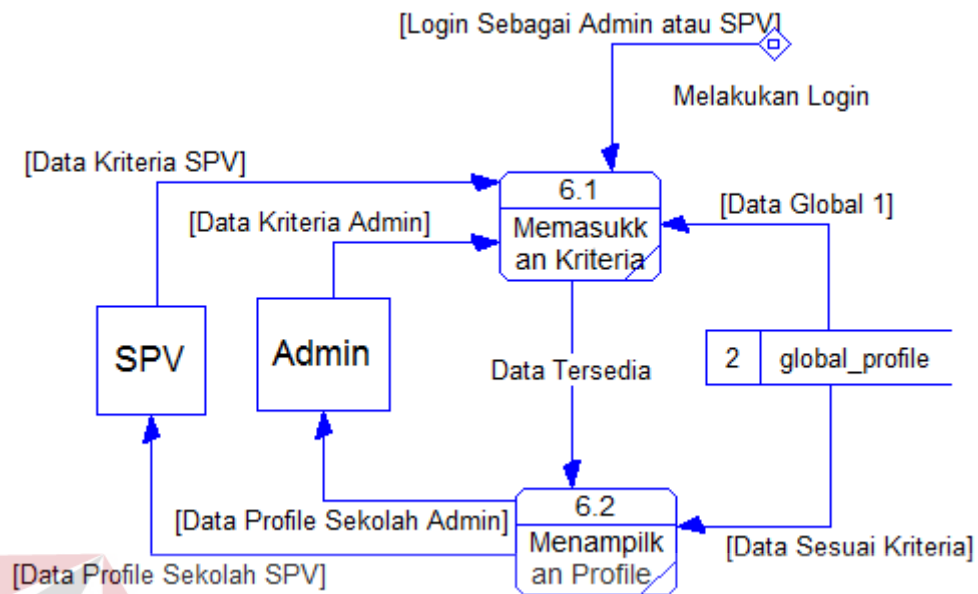 [Login Sebagai Admin atau SPV]
Melakukan Login
[Data Kriteria SPV]
6.1
[Data Global 1]
[Data Kriteria Admin]
Memasukk
an Kriteria
SPV
Admin
Data Tersedia
2
global_profile
6.2
[Data Profile Sekolah Admin]
Menampilk
an Profile
[Data Sesuai Kriteria]
[Data Profile Sekolah SPV]